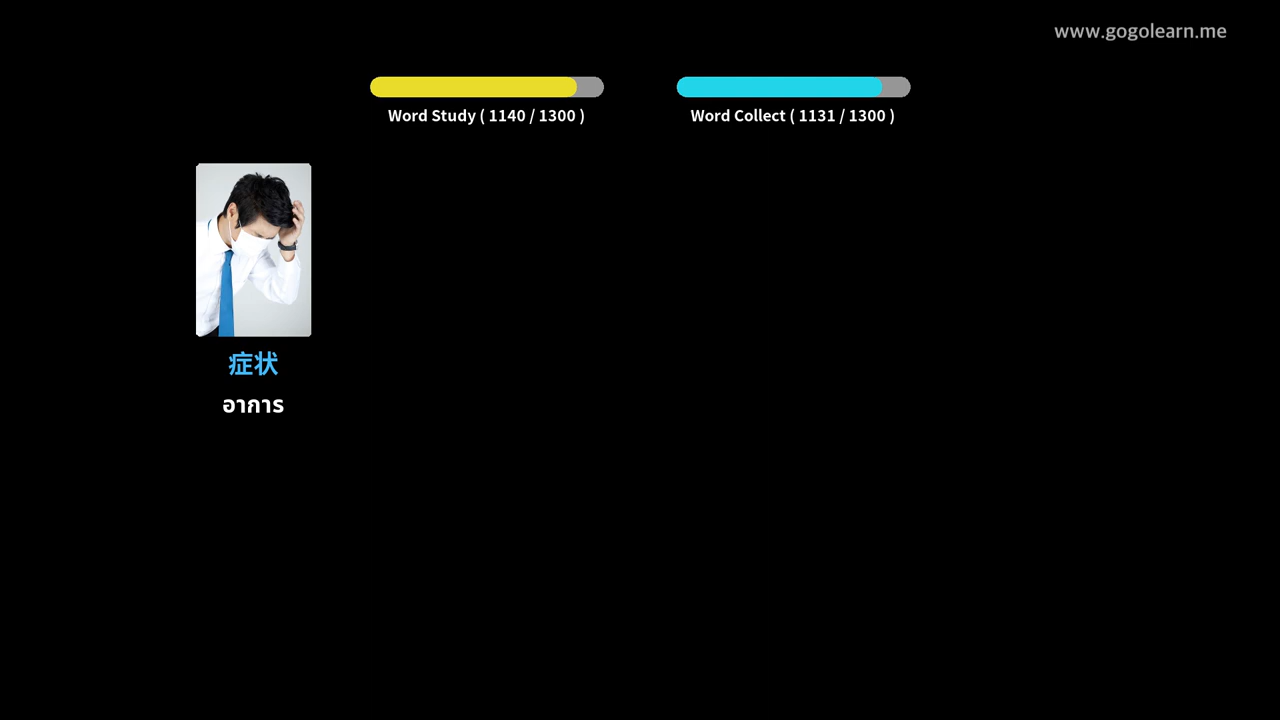 www.gogolearn.me
Word Study ( 1140 / 1300 )
Word Collect ( 1131 / 1300 )
症状
อาการ